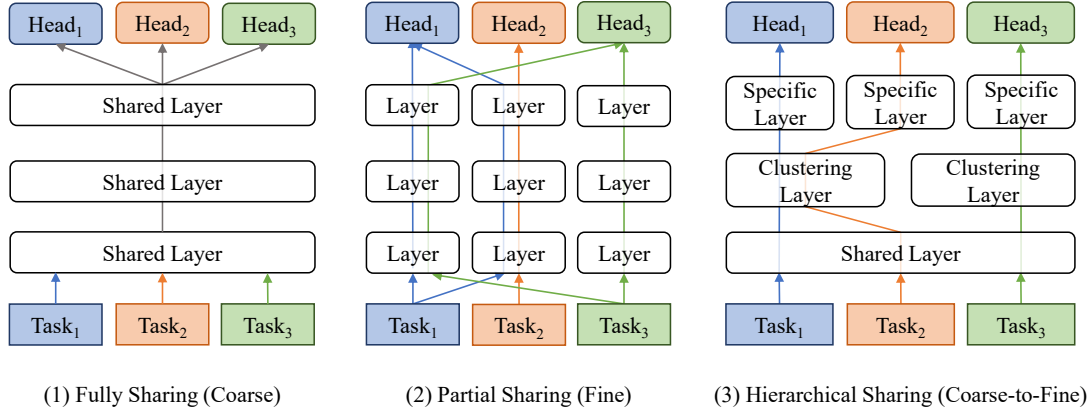 Head₁ Head₂ Head₃
Shared Layer
Shared Layer
Shared Layer
Task₁ Task₂ Task₃
(1) Fully Sharing (Coarse)
Head₁ Head₂ Head₃
Layer Layer Layer
Layer Layer Layer
Layer Layer Layer
Task₁ Task₂ Task₃
(2) Partial Sharing (Fine)
Head₁ Head₂ Head₃
Specific Specific Specific
Layer Layer Layer
Clustering Clustering
Layer Layer
Shared Layer
Task₁ Task₂ Task₃
(3) Hierarchical Sharing (Coarse-to-Fine)